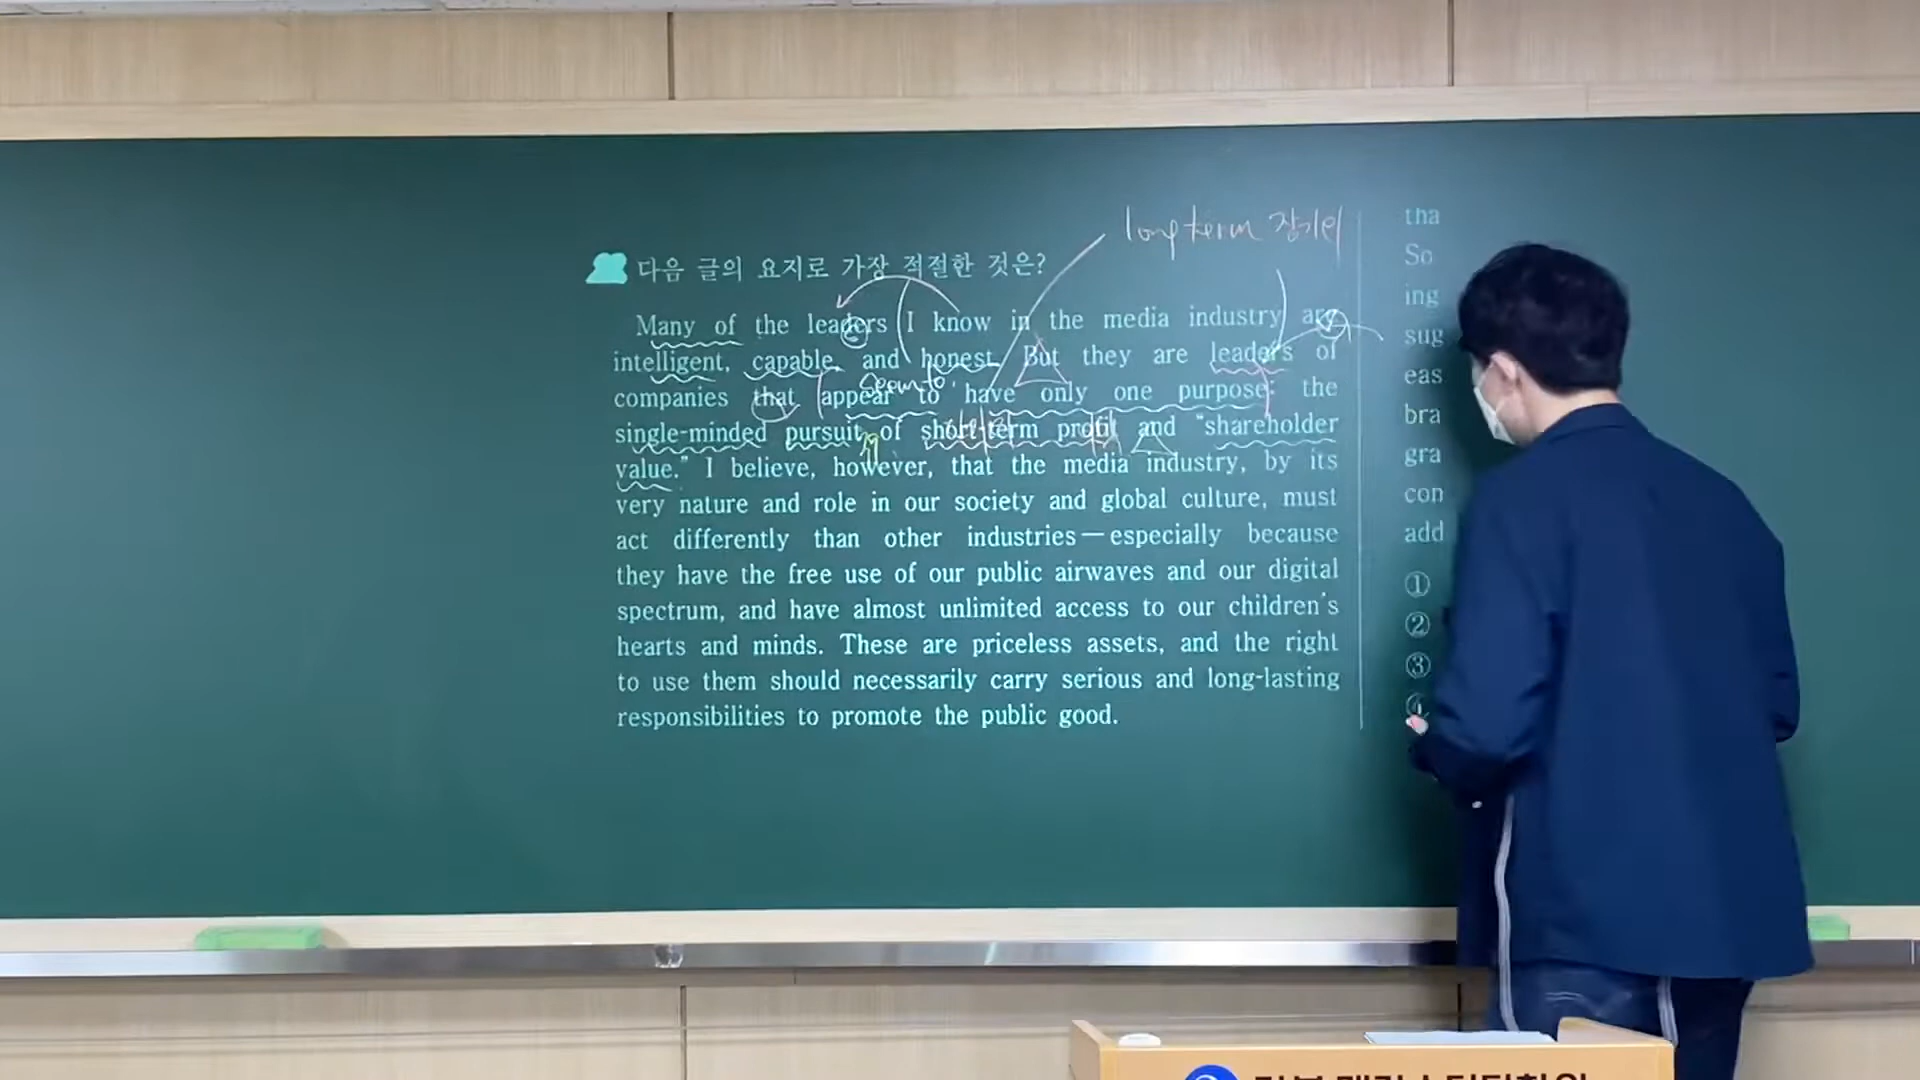 long term 장기의
다음 글의 요지로 가장 적절한 것은?
Many of the leaders I know in the media industry are
intelligent, capable, and honest. But they are leaders of
seem to
companies that appear to have only one purpose: the
single-minded pursuit of short-term profit and “shareholder
value.” I believe, however, that the media industry, by its
very nature and role in our society and global culture, must
act differently than other industries—especially because
they have the free use of our public airwaves and our digital
spectrum, and have almost unlimited access to our children's
hearts and minds. These are priceless assets, and the right
to use them should necessarily carry serious and long-lasting
responsibilities to promote the public good.
tha
So
ing
sug
eas
bra
gra
con
add
①
②
③
④